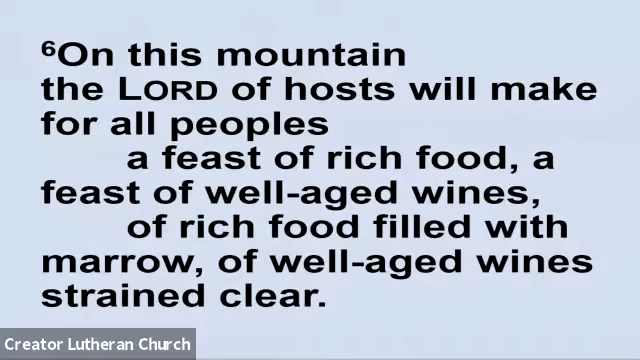 ⁶On this mountain
the LORD of hosts will make
for all peoples
a feast of rich food, a
feast of well-aged wines,
of rich food filled with
marrow, of well-aged wines
strained clear.
Creator Lutheran Church